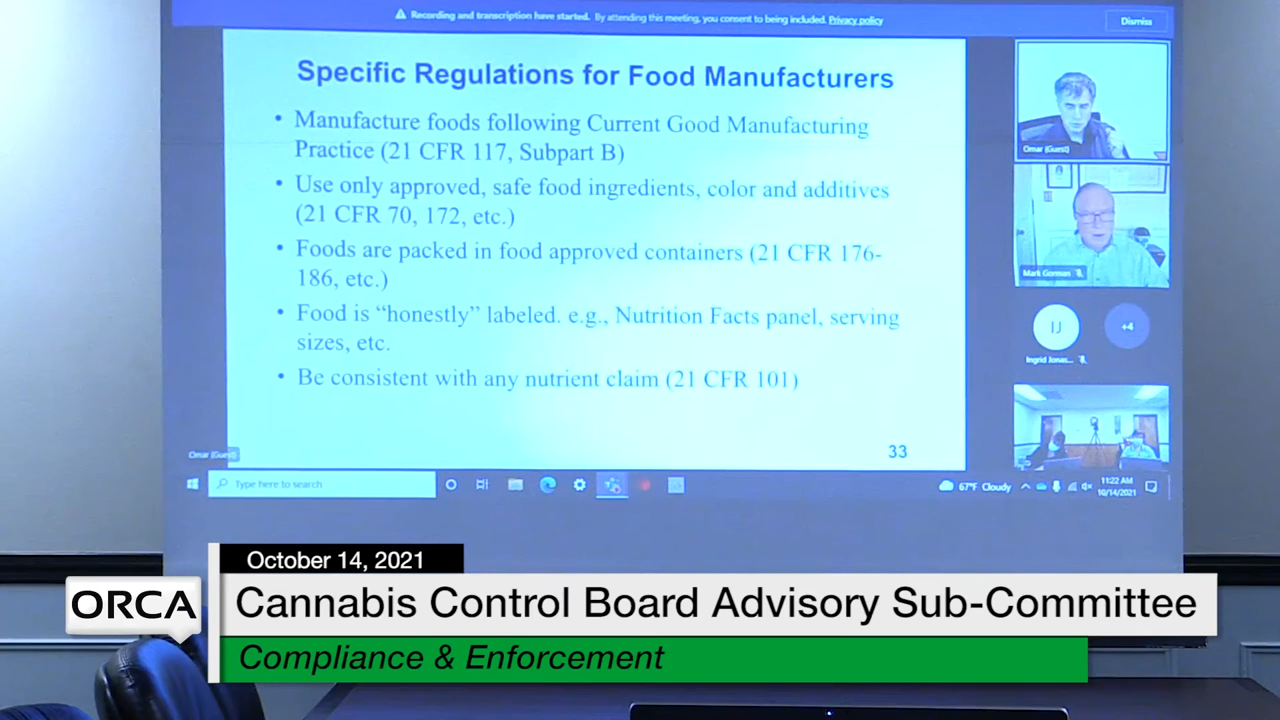 Recording and transcription have started. By attending this meeting, you consent to being included. Privacy policy
Dismiss
Specific Regulations for Food Manufacturers
• Manufacture foods following Current Good Manufacturing
Practice (21 CFR 117, Subpart B)
• Use only approved, safe food ingredients, color and additives
(21 CFR 70, 172, etc.)
• Foods are packed in food approved containers (21 CFR 176-
186, etc.)
• Food is “honestly” labeled. e.g., Nutrition Facts panel, serving
sizes, etc.
• Be consistent with any nutrient claim (21 CFR 101)
33
Omar (Guest)
Omar (Guest)
Mark Gorman
IJ
+4
Ingrid Jonas...
Type here to search
67°F Cloudy
11:22 AM
10/14/2021
October 14, 2021
ORCA
Cannabis Control Board Advisory Sub-Committee
Compliance & Enforcement